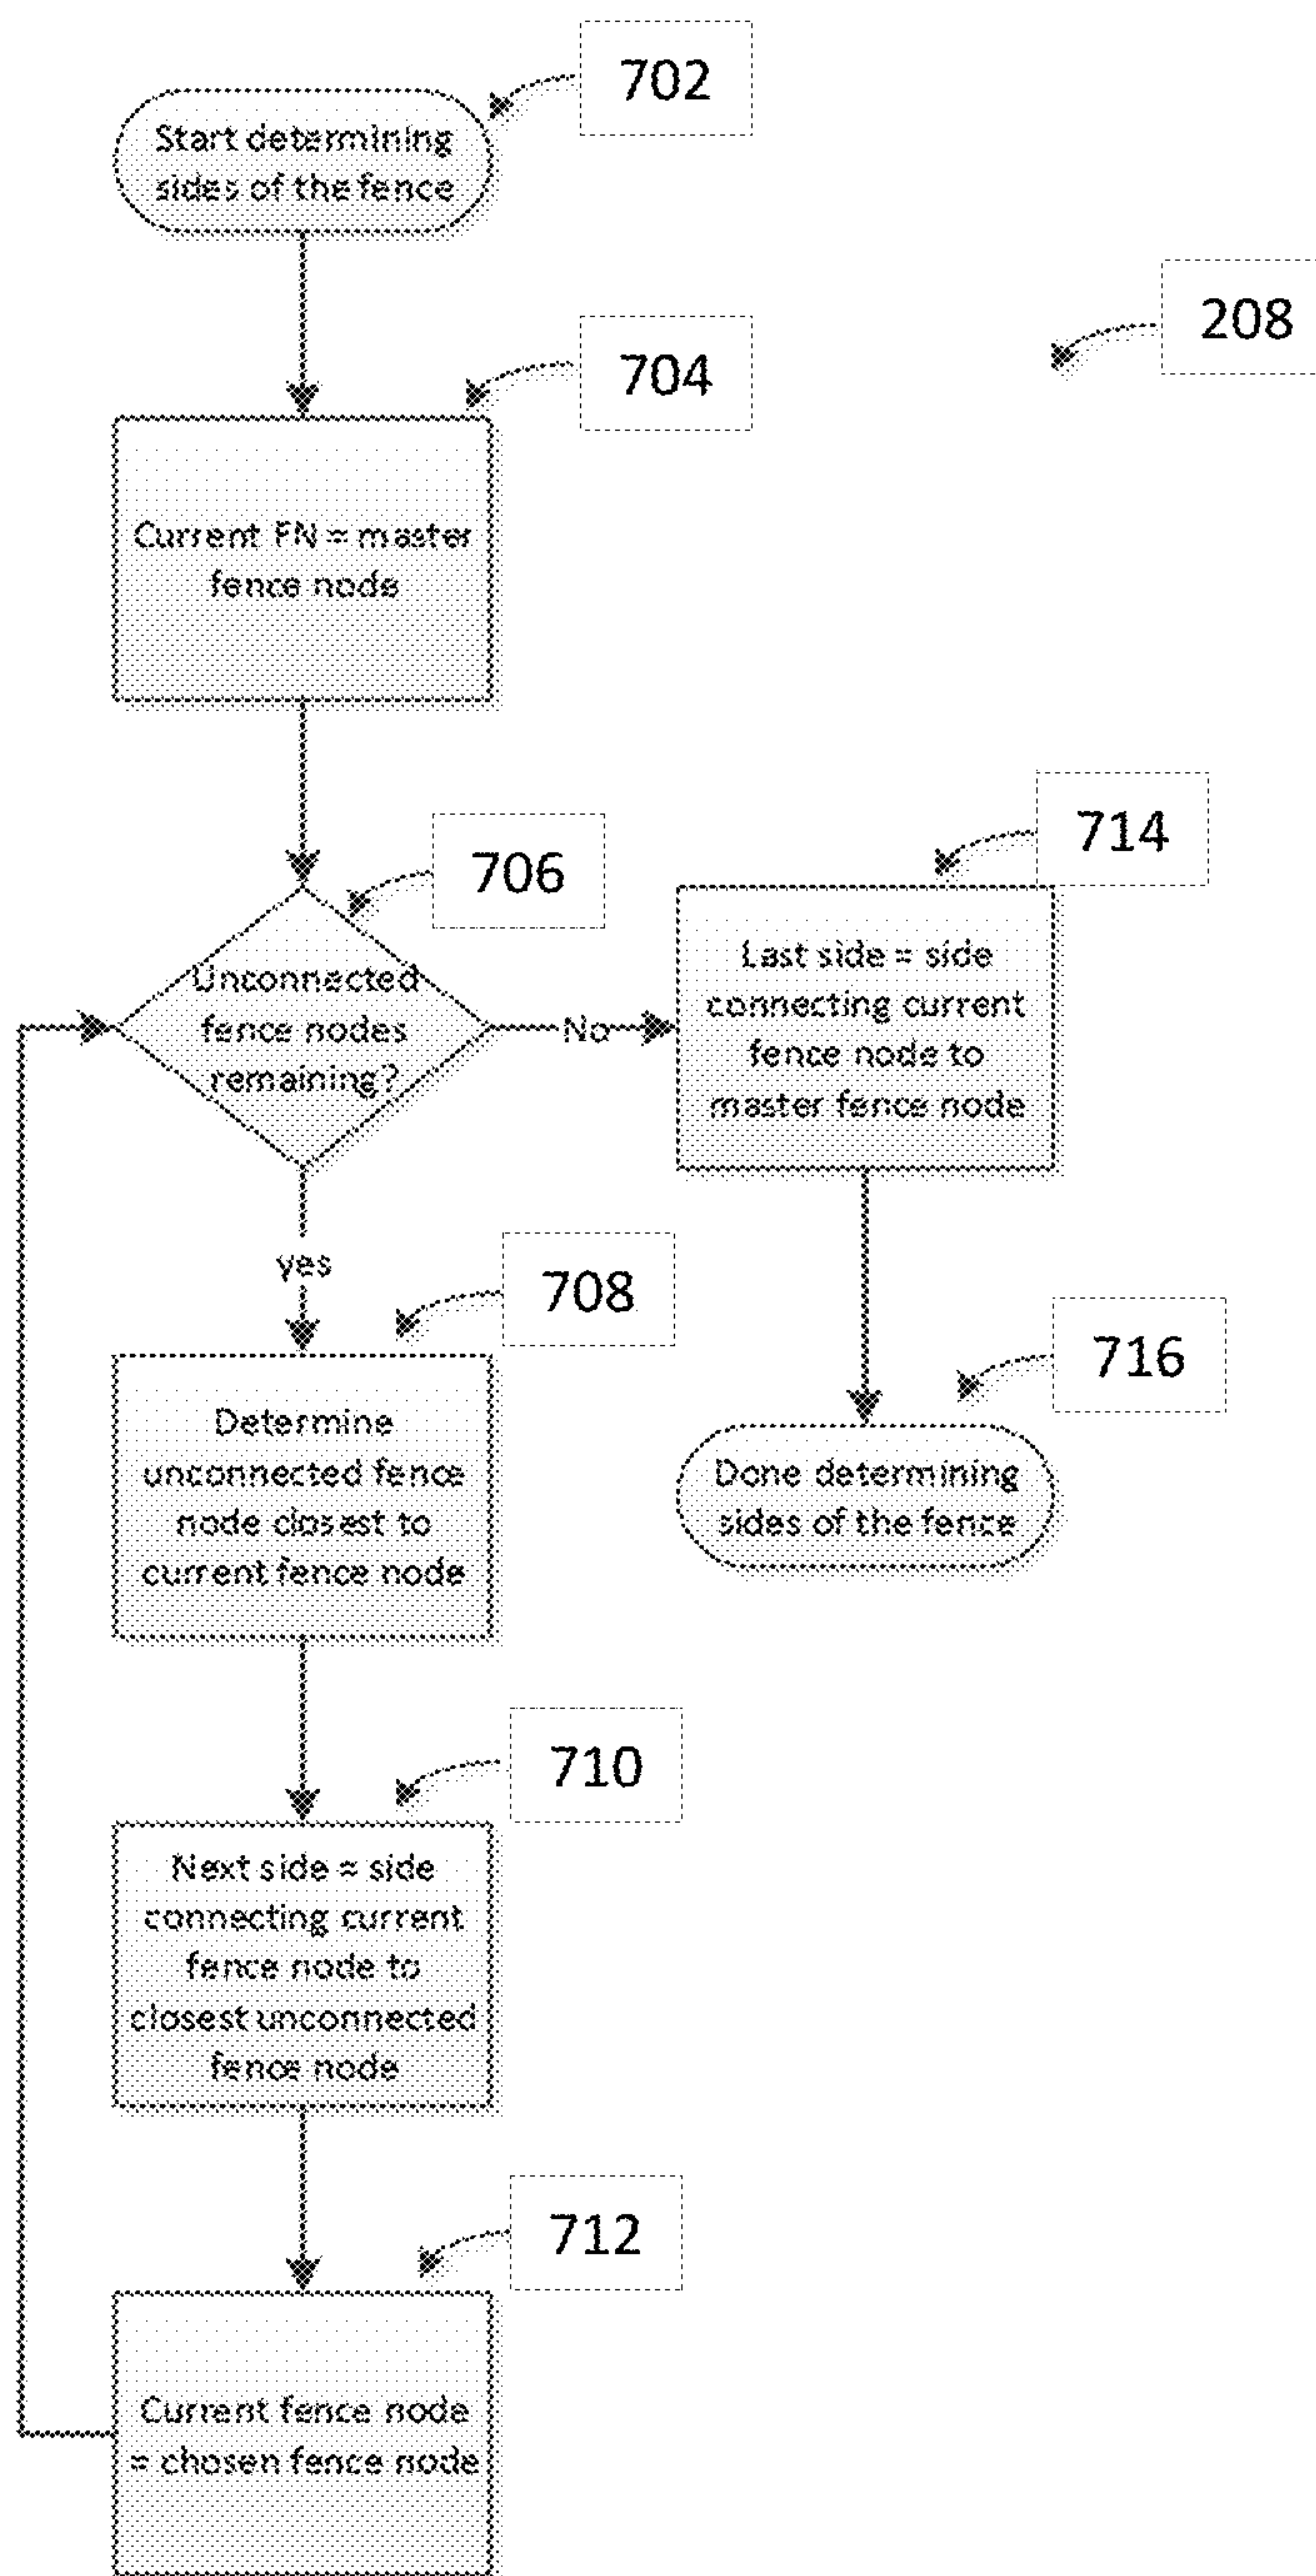 702
Start determining
sides of the fence
208
704
Current FN = master
fence node
706
Unconnected
fence nodes
remaining?
No
714
Last side = side
connecting current
fence node to
master fence node
yes
708
Determine
unconnected fence
node closest to
current fence node
716
Done determining
sides of the fence
710
Next side = side
connecting current
fence node to
closest unconnected
fence node
712
Current fence node
= chosen fence node